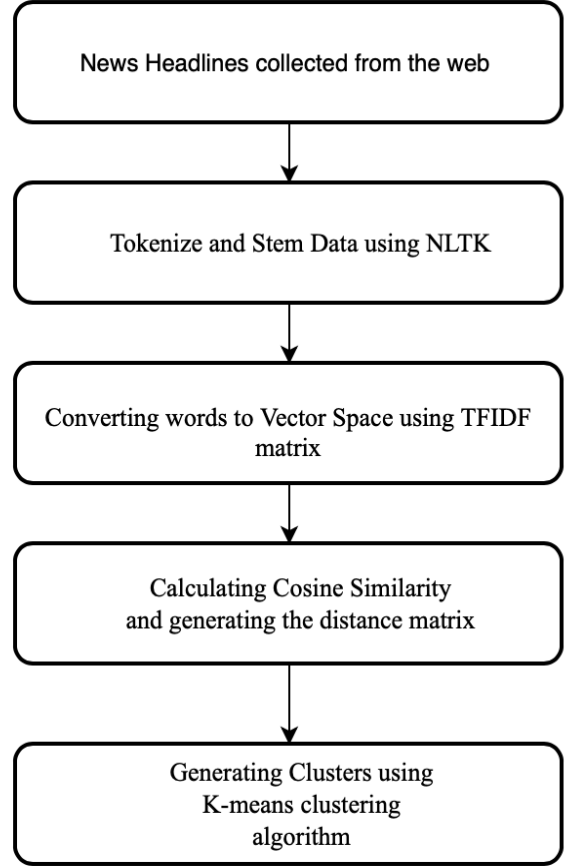 News Headlines collected from the web
Tokenize and Stem Data using NLTK
Converting words to Vector Space using TFIDF
matrix
Calculating Cosine Similarity
and generating the distance matrix
Generating Clusters using
K-means clustering
algorithm